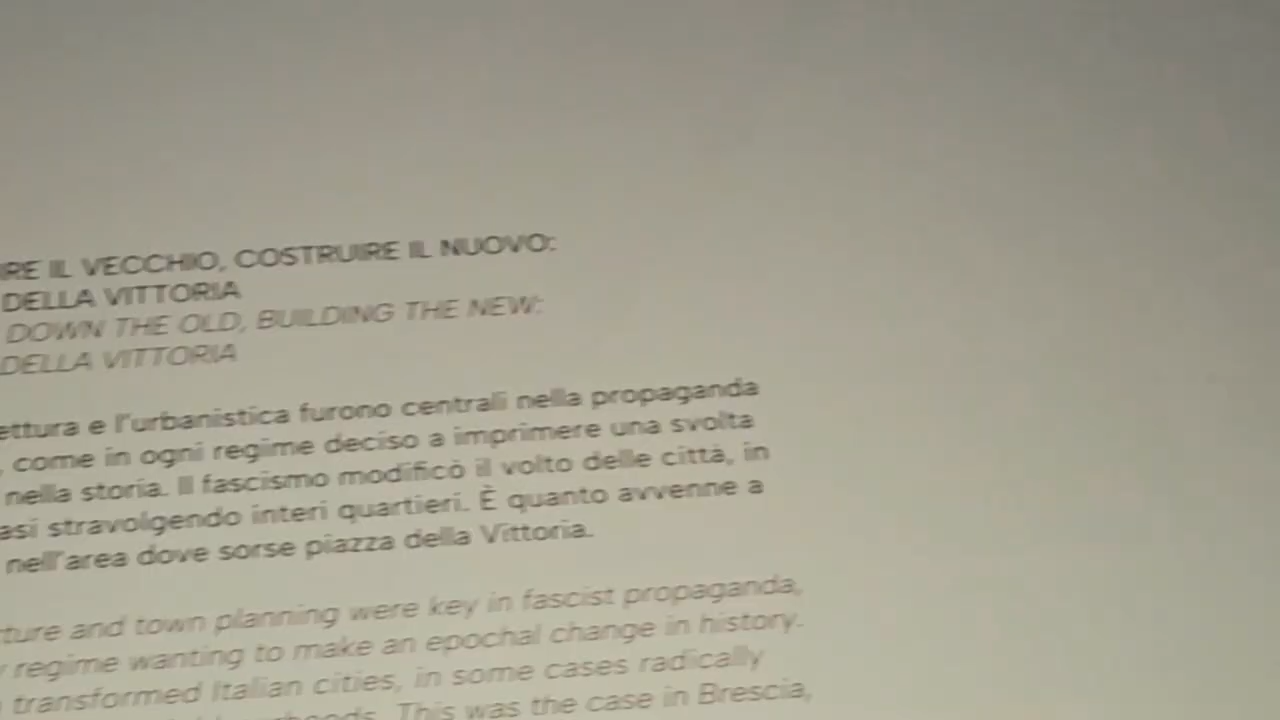 IRE IL VECCHIO, COSTRUIRE IL NUOVO:
DELLA VITTORIA
DOWN THE OLD, BUILDING THE NEW:
DELLA VITTORIA
ettura e l'urbanistica furono centrali nella propaganda
, come in ogni regime deciso a imprimere una svolta
nella storia. Il fascismo modificò il volto delle città, in
asi stravolgendo interi quartieri. È quanto avvenne a
nell'area dove sorse piazza della Vittoria.
cture and town planning were key in fascist propaganda,
y regime wanting to make an epochal change in history.
transformed Italian cities, in some cases radically
This was the case in Brescia,